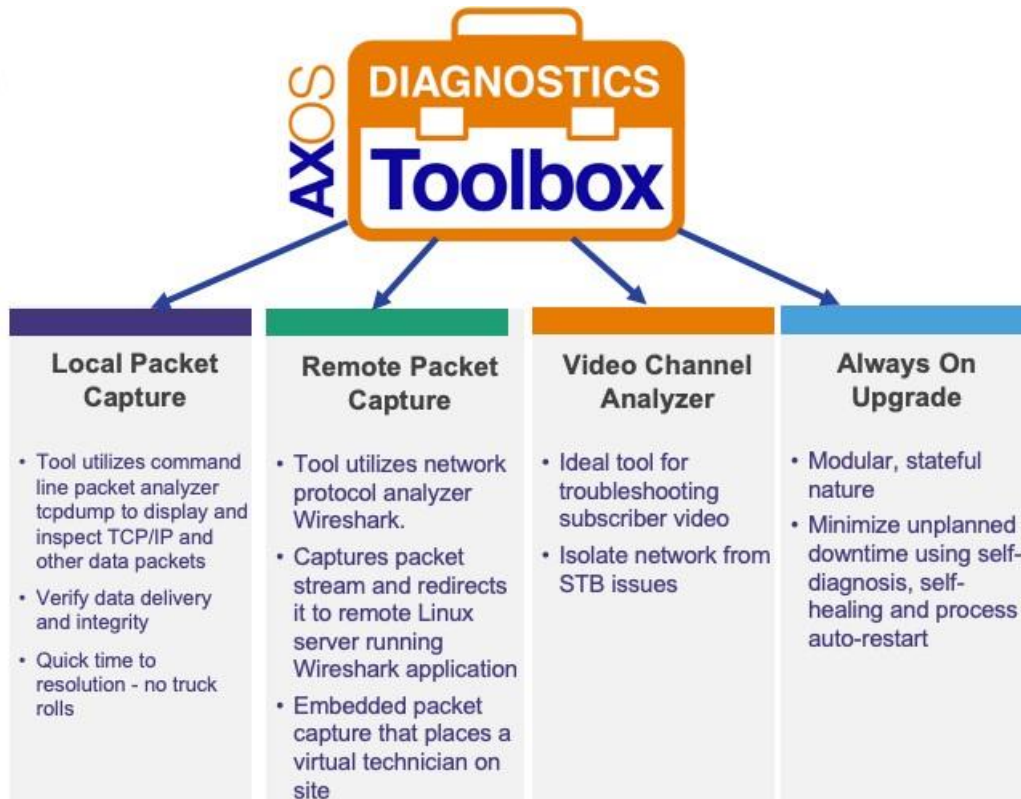 AXOS
DIAGNOSTICS
Toolbox
Local Packet
Capture
• Tool utilizes command
line packet analyzer
tcpdump to display and
inspect TCP/IP and
other data packets
• Verify data delivery
and integrity
• Quick time to
resolution - no truck
rolls
Remote Packet
Capture
• Tool utilizes network
protocol analyzer
Wireshark.
• Captures packet
stream and redirects
it to remote Linux
server running
Wireshark application
• Embedded packet
capture that places a
virtual technician on
site
Video Channel
Analyzer
• Ideal tool for
troubleshooting
subscriber video
• Isolate network from
STB issues
Always On
Upgrade
• Modular, stateful
nature
• Minimize unplanned
downtime using self-
diagnosis, self-
healing and process
auto-restart